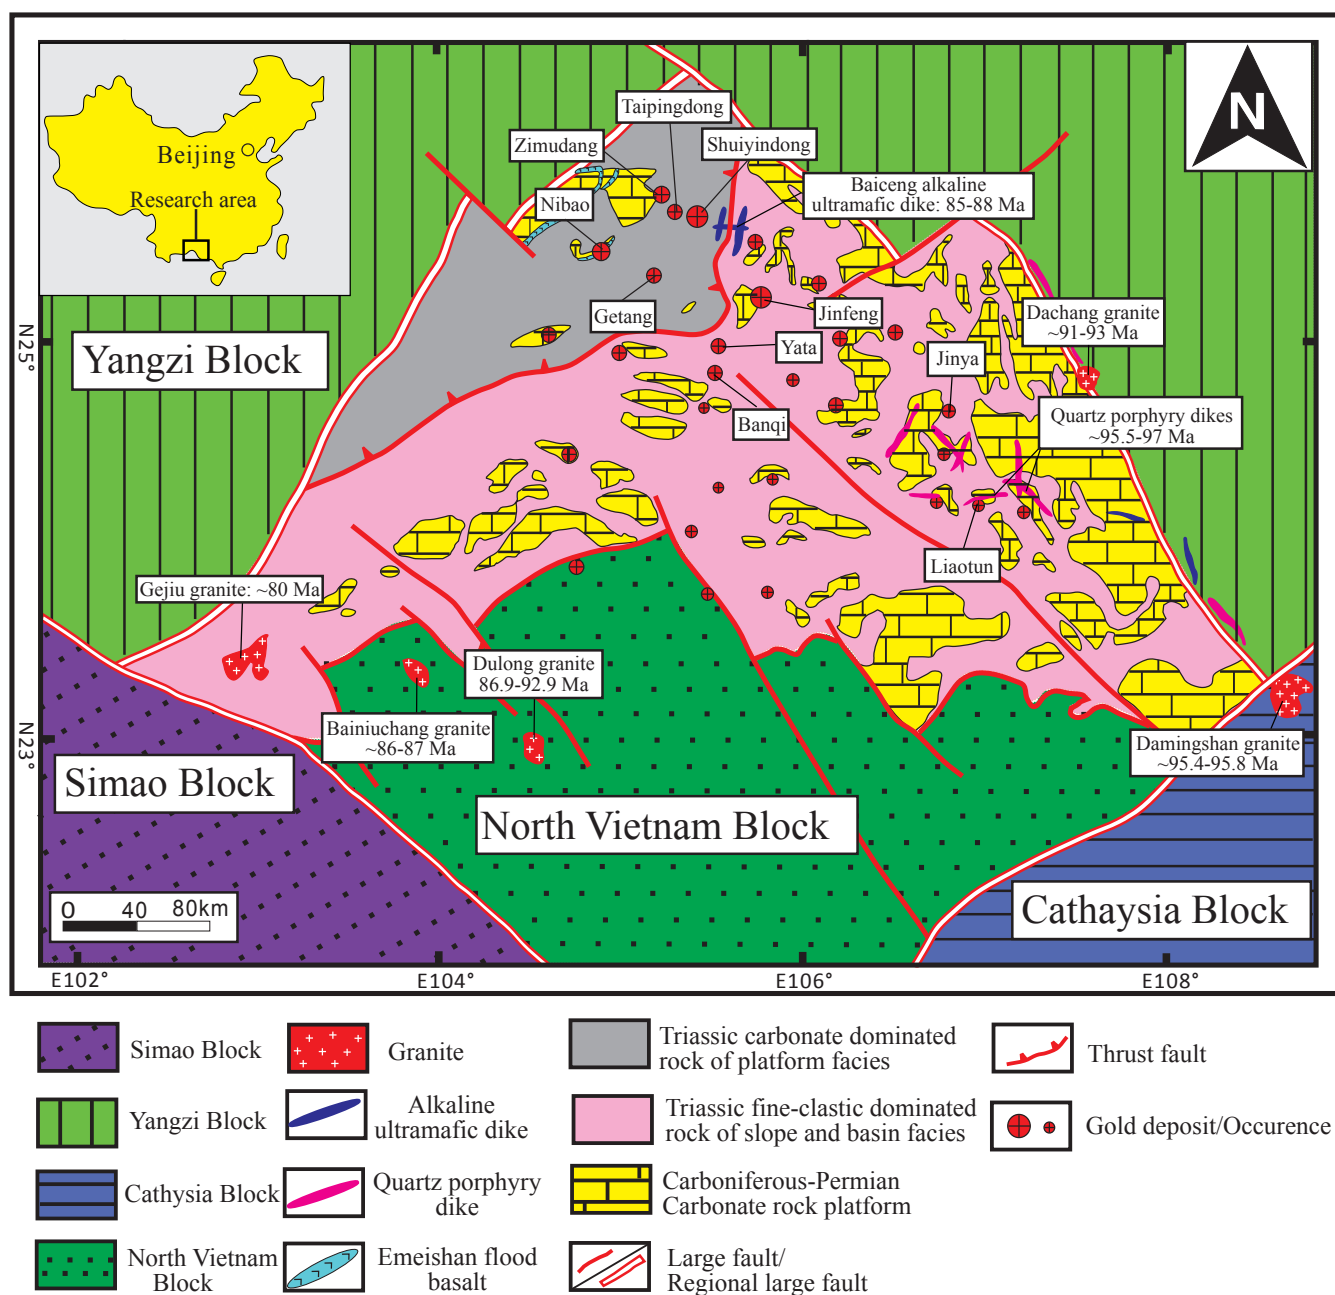 Beijing
Research area
N
Taipingdong
Zimudang
Shuiyindong
Nibao
Baiceng alkaline
ultramafic dike: 85-88 Ma
Getang
Jinfeng
Dachang granite
~91-93 Ma
Yangzi Block
Yata
Jinya
Banqi
Quartz porphyry dikes
~95.5-97 Ma
Liaotun
Gejiu granite: ~80 Ma
Dulong granite
86.9-92.9 Ma
Bainiuchang granite
~86-87 Ma
Damingshan granite
~95.4-95.8 Ma
Simao Block
North Vietnam Block
Cathaysia Block
0 40 80km
N25°
N23°
E102° E104° E106° E108°
Simao Block
Granite
Triassic carbonate dominated
rock of platform facies
Thrust fault
Yangzi Block
Alkaline
ultramafic dike
Triassic fine-clastic dominated
rock of slope and basin facies
Gold deposit/Occurence
Cathysia Block
Quartz porphyry
dike
Carboniferous-Permian
Carbonate rock platform
North Vietnam
Block
Emeishan flood
basalt
Large fault/
Regional large fault